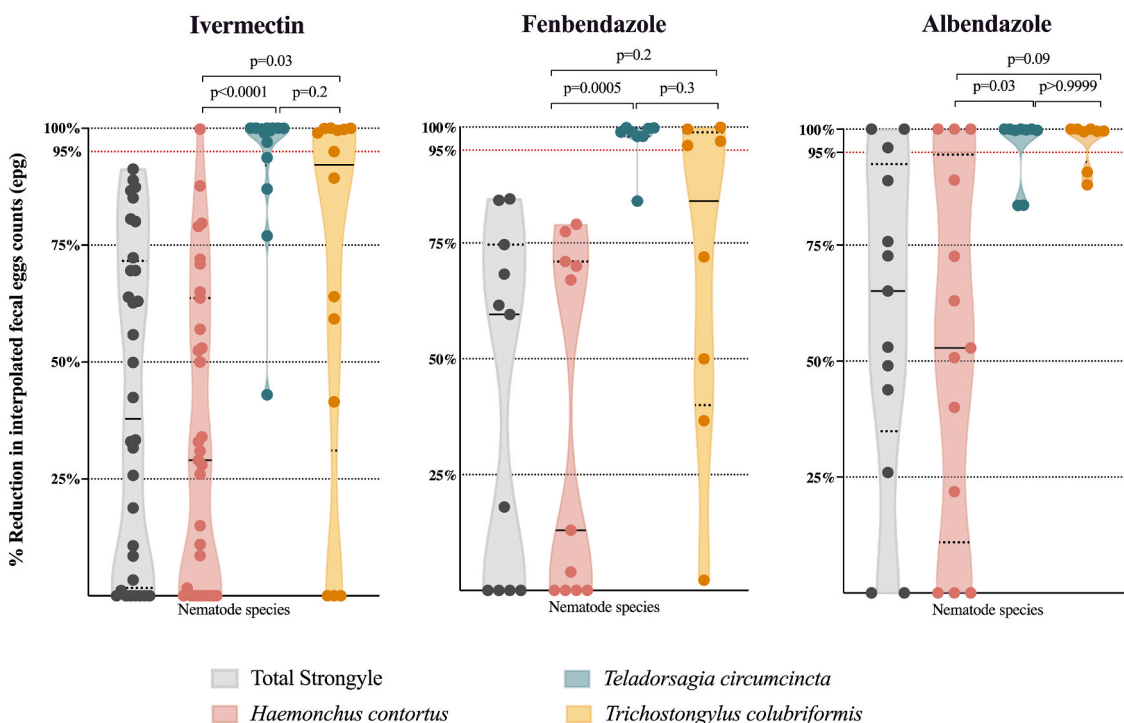 Ivermectin
Fenbendazole
Albendazole
p=0.03
p<0.0001
p=0.2
p=0.2
p=0.0005
p=0.3
p=0.09
p=0.03
p>0.9999
% Reduction in interpolated fecal eggs counts (epg)
100%
95%
75%
50%
25%
Nematode species
100%
95%
75%
50%
25%
Nematode species
100%
95%
75%
50%
25%
Nematode species
Total Strongyle
Teladorsagia circumcincta
Haemonchus contortus
Trichostongylus colubriformis